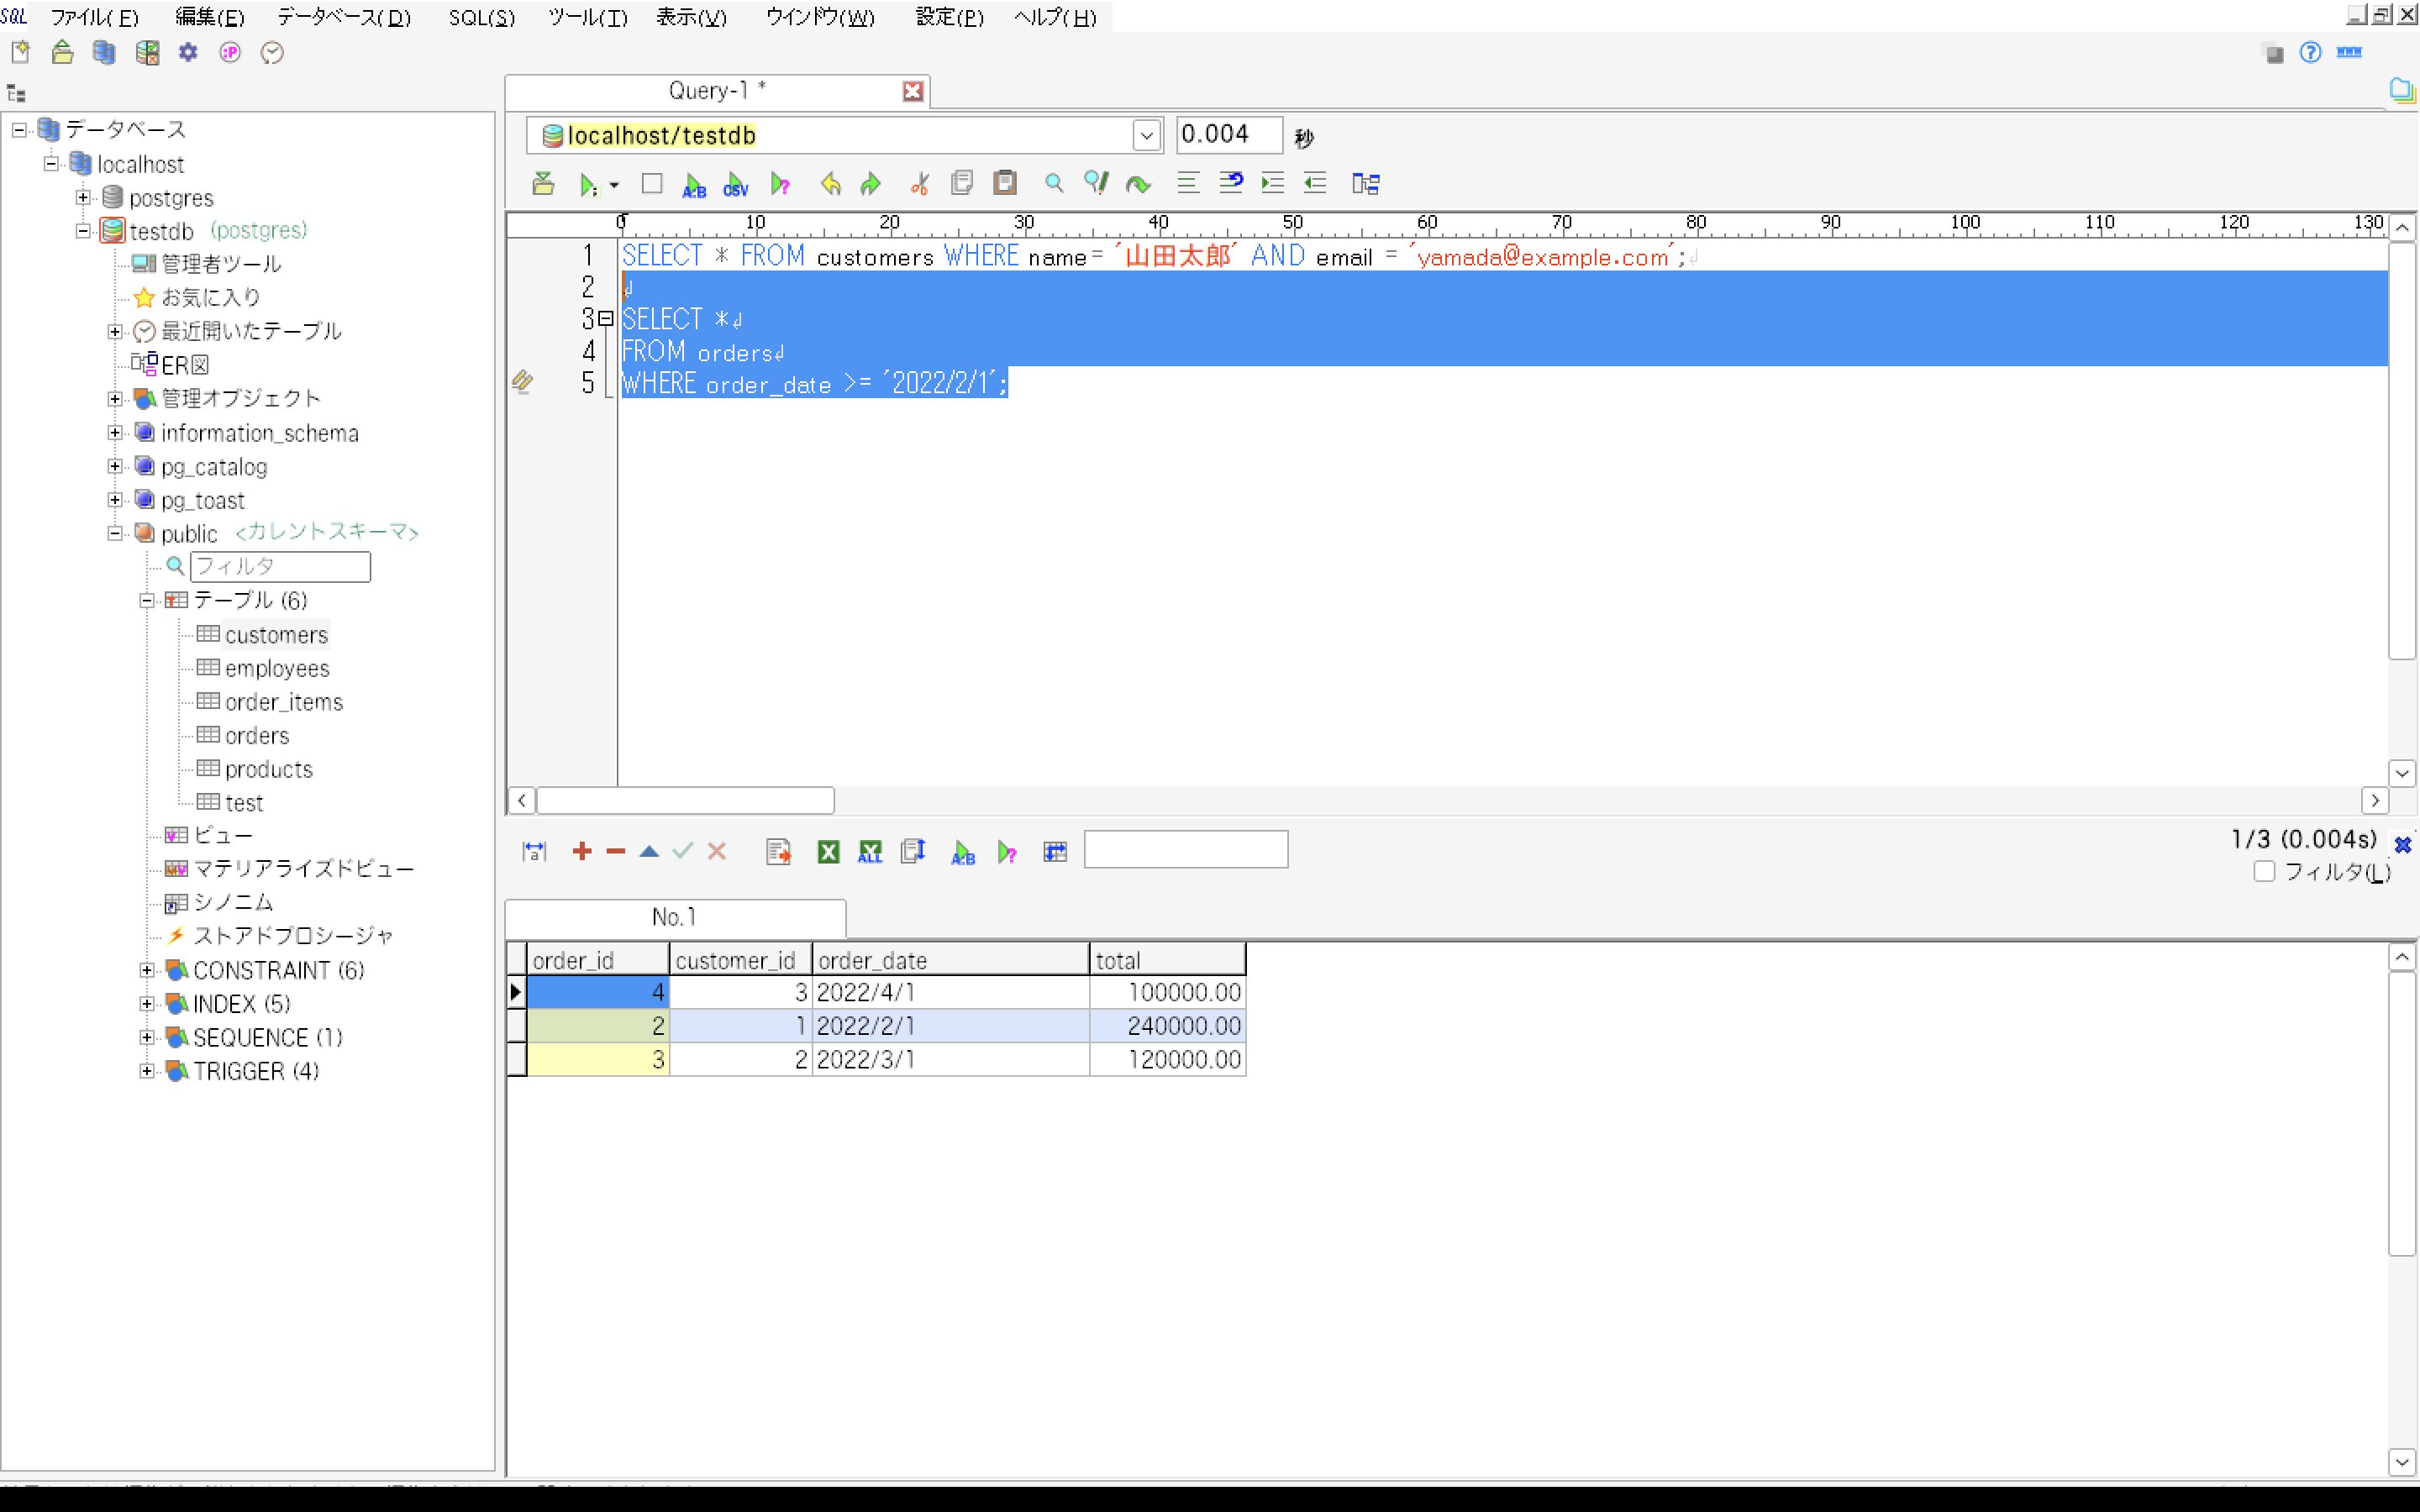 SQL ファイル(F) 編集(E) データベース(D) SQL(S) ツール(T) 表示(V) ウインドウ(W) 設定(P) ヘルプ(H)
:P ? www
Query-1 *
データベース
localhost
postgres
testdb (postgres)
管理者ツール
お気に入り
最近開いたテーブル
ER図
管理オブジェクト
information_schema
pg_catalog
pg_toast
public <カレントスキーマ>
フィルタ
テーブル (6)
customers
employees
order_items
orders
products
test
ビュー
マテリアライズドビュー
シノニム
ストアドプロシージャ
CONSTRAINT (6)
INDEX (5)
SEQUENCE (1)
TRIGGER (4)
localhost/testdb 0.004 秒
A:B CSV ?
0 10 20 30 40 50 60 70 80 90 100 110 120 130
1 SELECT * FROM customers WHERE name= '山田太郎' AND email = 'yamada@example.com';
2
3 SELECT *
4 FROM orders
5 WHERE order_date >= '2022/2/1';
a X ALL A:B ? 1/3 (0.004s)
フィルタ(L)
No.1
order_id customer_id order_date total
4 3 2022/4/1 100000.00
2 1 2022/2/1 240000.00
3 2 2022/3/1 120000.00